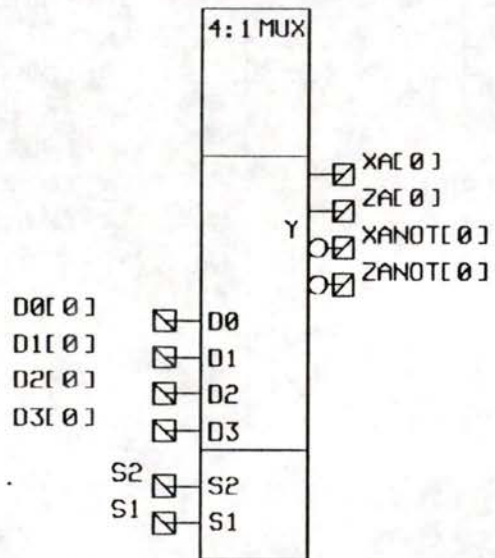 4:1 MUX
XA[0]
ZA[0]
Y
XANOT[0]
ZANOT[0]
D0[0]
D0
D1[0]
D1
D2[0]
D2
D3[0]
D3
S2
S2
S1
S1